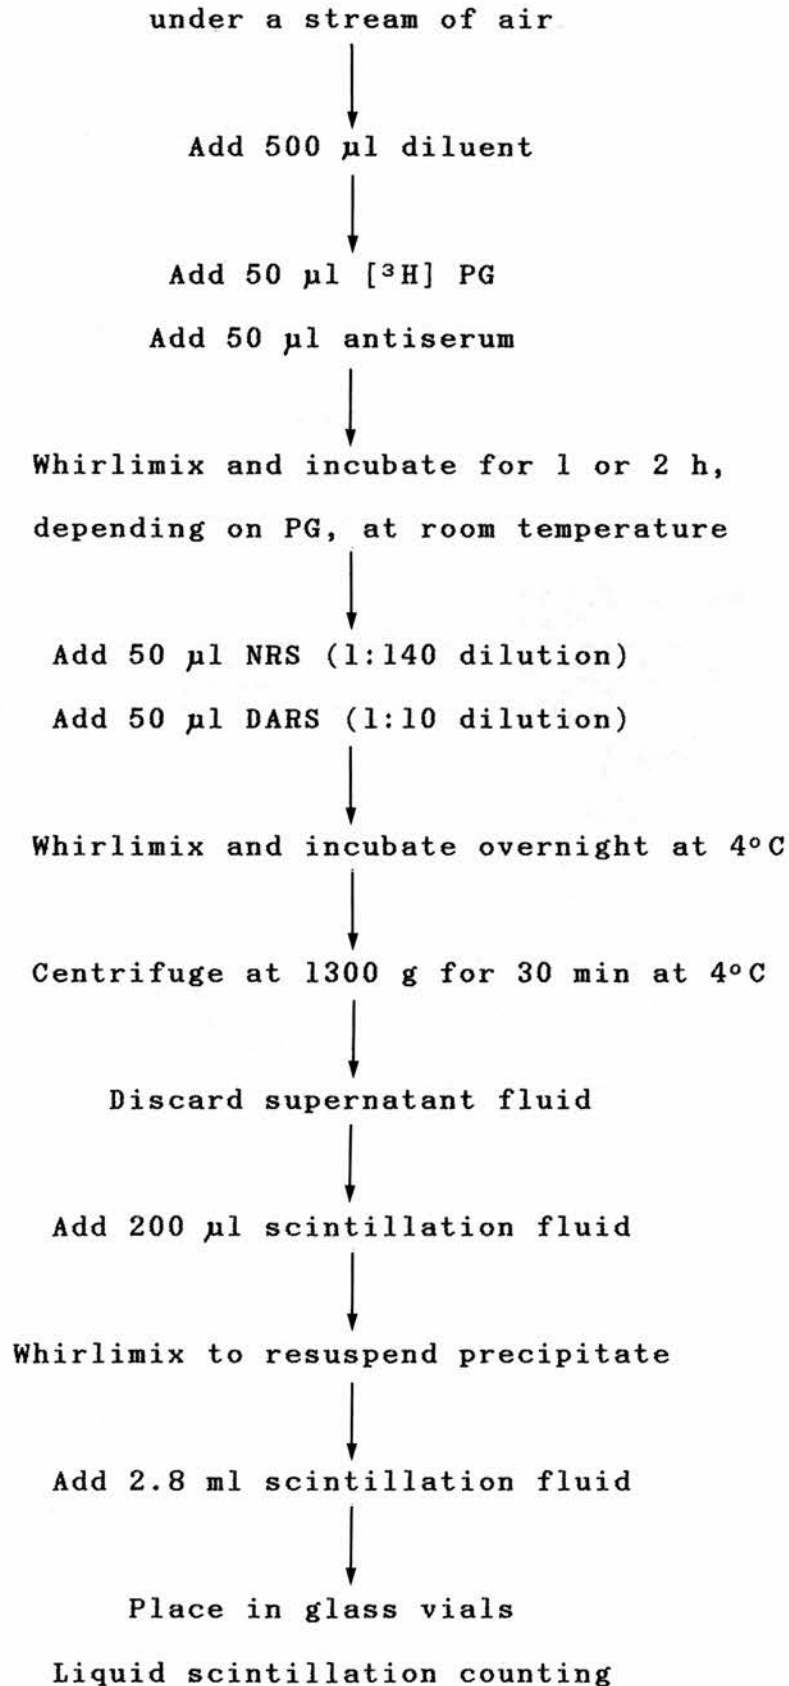 under a stream of air
Add 500 µl diluent
Add 50 µl [³H] PG
Add 50 µl antiserum
Whirlimix and incubate for 1 or 2 h,
depending on PG, at room temperature
Add 50 µl NRS (1:140 dilution)
Add 50 µl DARS (1:10 dilution)
Whirlimix and incubate overnight at 4°C
Centrifuge at 1300 g for 30 min at 4°C
Discard supernatant fluid
Add 200 µl scintillation fluid
Whirlimix to resuspend precipitate
Add 2.8 ml scintillation fluid
Place in glass vials
Liquid scintillation counting